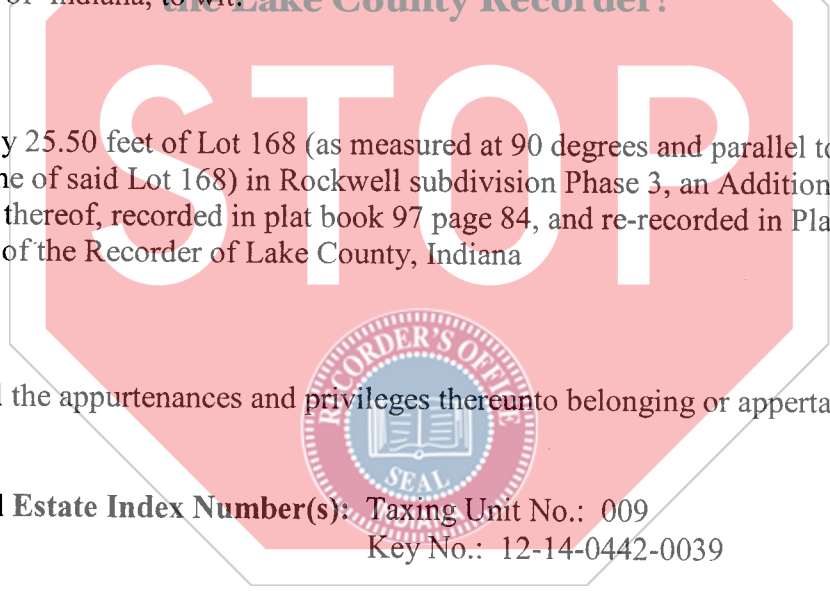 of Indiana, to wit:
the Lake County Recorder!
STOP
y 25.50 feet of Lot 168 (as measured at 90 degrees and parallel to
ne of said Lot 168) in Rockwell subdivision Phase 3, an Addition
thereof, recorded in plat book 97 page 84, and re-recorded in Pla
of the Recorder of Lake County, Indiana
RECORDER'S OFFICE
SEAL
the appurtenances and privileges thereunto belonging or apperta
Estate Index Number(s): Taxing Unit No.: 009
Key No.: 12-14-0442-0039